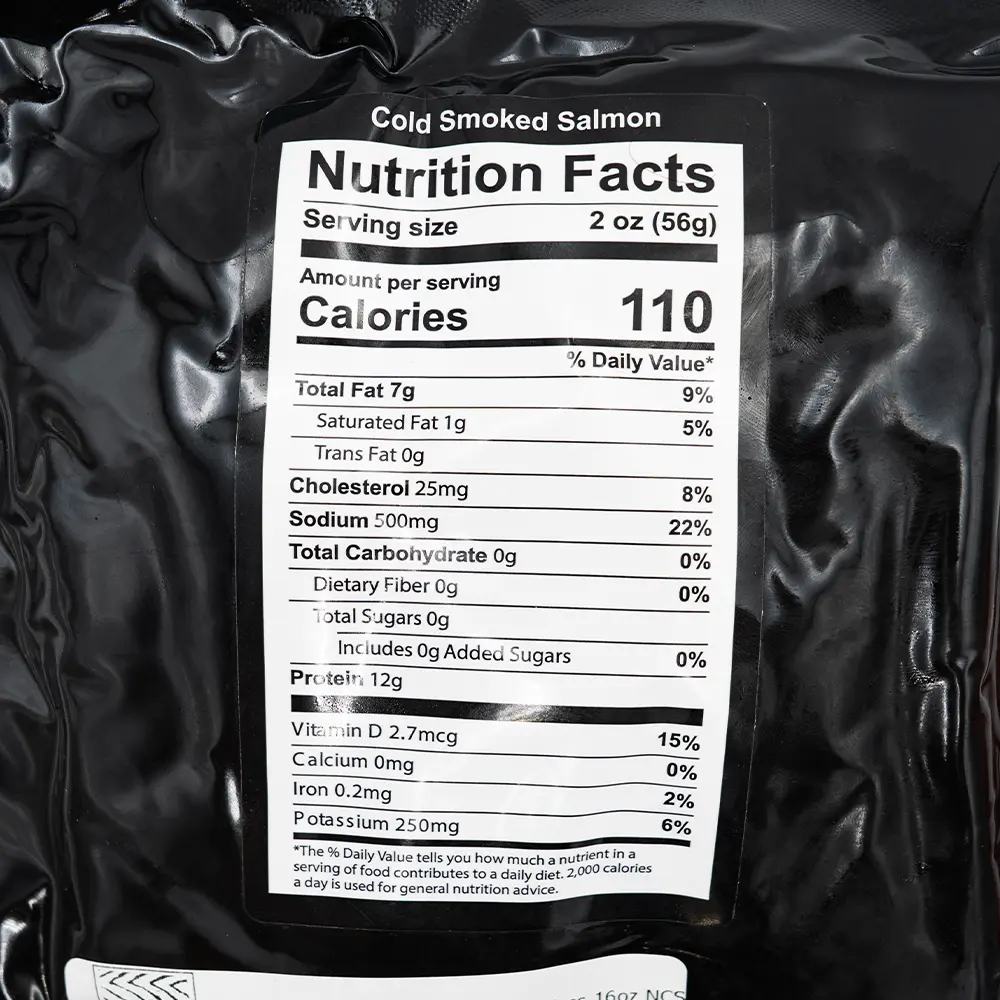 Cold Smoked Salmon
Nutrition Facts
Serving size 2 oz (56g)
Amount per serving
Calories 110
% Daily Value*
Total Fat 7g 9%
Saturated Fat 1g 5%
Trans Fat 0g
Cholesterol 25mg 8%
Sodium 500mg 22%
Total Carbohydrate 0g 0%
Dietary Fiber 0g 0%
Total Sugars 0g
Includes 0g Added Sugars 0%
Protein 12g
Vitamin D 2.7mcg 15%
Calcium 0mg 0%
Iron 0.2mg 2%
Potassium 250mg 6%
*The % Daily Value tells you how much a nutrient in a
serving of food contributes to a daily diet. 2,000 calories
a day is used for general nutrition advice.
16oz NCS